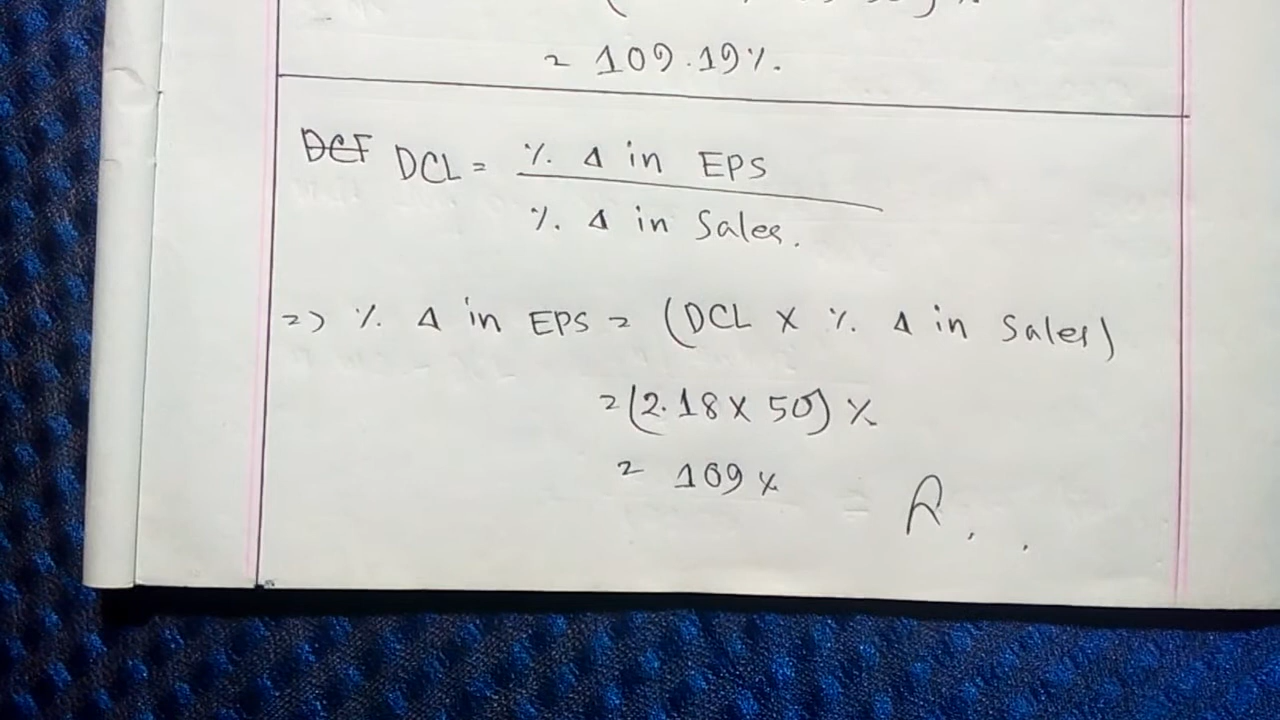 = 109.19%.
DCF DCL = % Δ in EPS
% Δ in Sales.
=> % Δ in EPS = (DCL X % Δ in Sales)
= (2.18 X 50) %
= 109 %